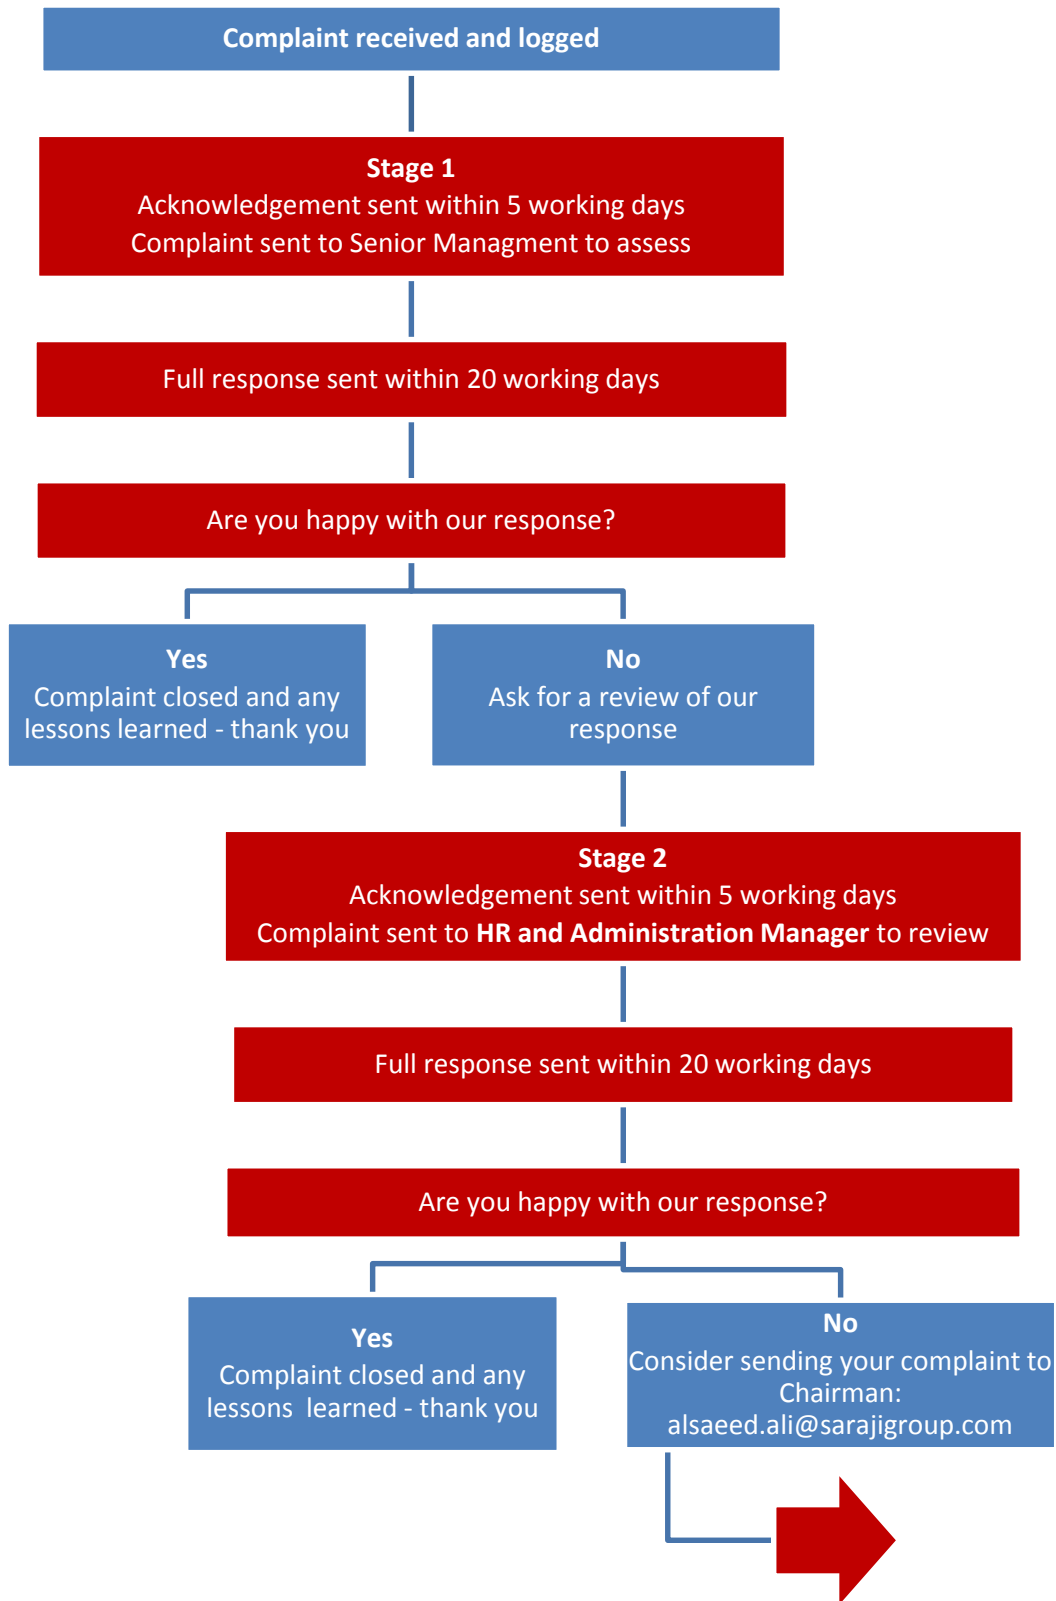 Complaint received and logged
Stage 1
Acknowledgement sent within 5 working days
Complaint sent to Senior Managment to assess
Full response sent within 20 working days
Are you happy with our response?
Yes
Complaint closed and any
lessons learned - thank you
No
Ask for a review of our
response
Stage 2
Acknowledgement sent within 5 working days
Complaint sent to HR and Administration Manager to review
Full response sent within 20 working days
Are you happy with our response?
Yes
Complaint closed and any
lessons learned - thank you
No
Consider sending your complaint to
Chairman:
alsaeed.ali@sarajigroup.com